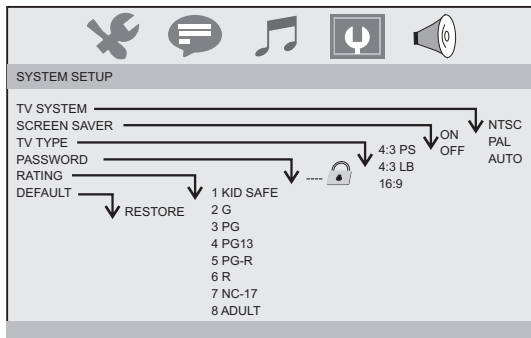 SYSTEM SETUP
TV SYSTEM
SCREEN SAVER
TV TYPE
PASSWORD
RATING
DEFAULT
RESTORE
1 KID SAFE
2 G
3 PG
4 PG13
5 PG-R
6 R
7 NC-17
8 ADULT
----
4:3 PS
4:3 LB
16:9
ON
OFF
NTSC
PAL
AUTO